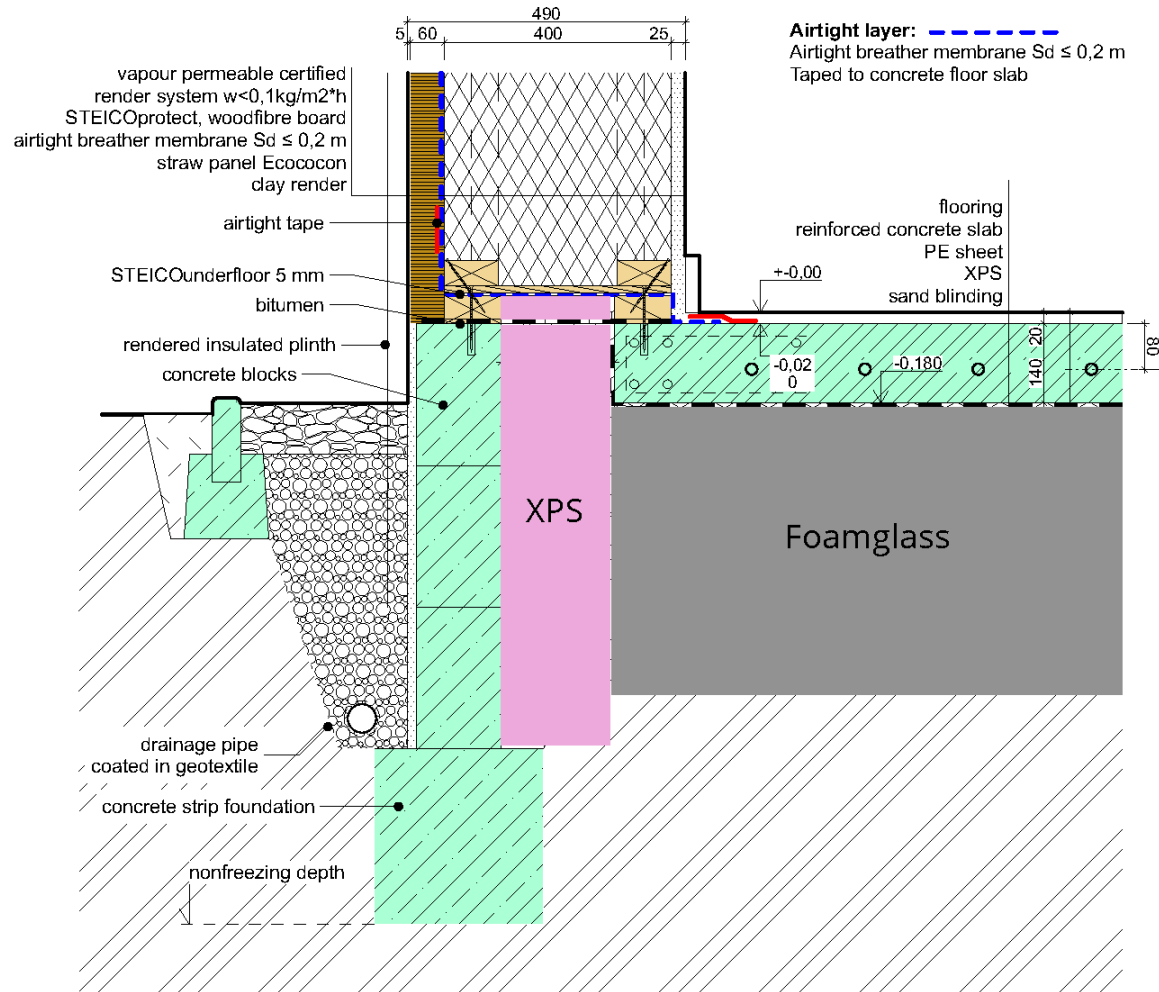 490
5 60 400 25
Airtight layer:
Airtight breather membrane Sd ≤ 0,2 m
Taped to concrete floor slab
vapour permeable certified
render system w<0,1kg/m2*h
STEICOprotect, woodfibre board
airtight breather membrane Sd ≤ 0,2 m
straw panel Ecococon
clay render
airtight tape
flooring
reinforced concrete slab
PE sheet
XPS
sand blinding
+-0,00
STEICOunderfloor 5 mm
bitumen
rendered insulated plinth
concrete blocks
-0,02
0
-0,180
20
140
80
XPS
Foamglass
drainage pipe
coated in geotextile
concrete strip foundation
nonfreezing depth